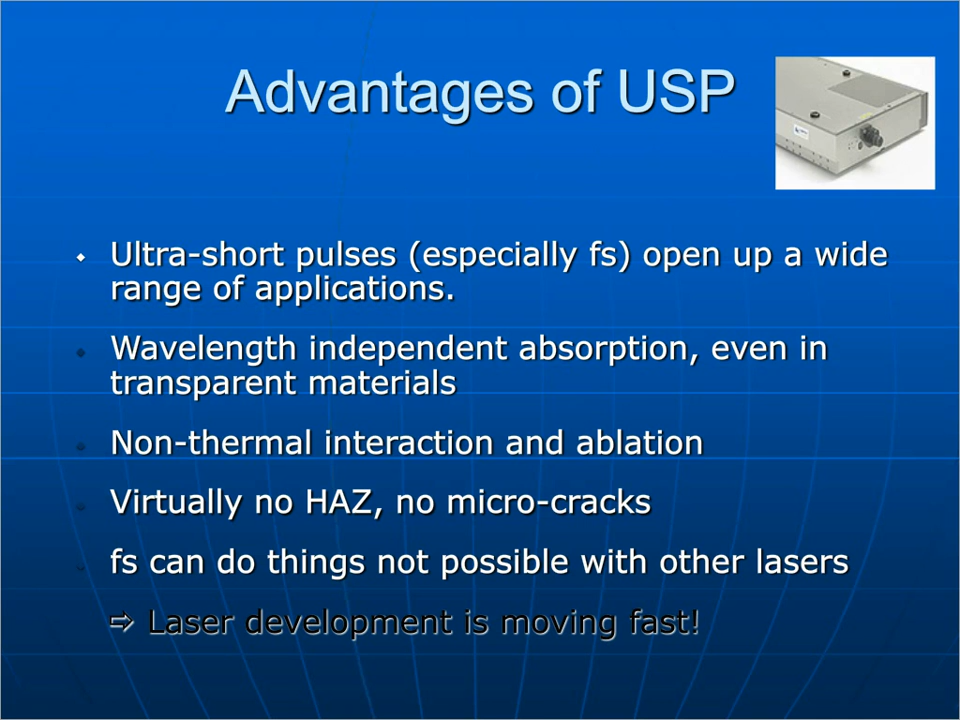 Advantages of USP
Ultra-short pulses (especially fs) open up a wide
range of applications.
Wavelength independent absorption, even in
transparent materials
Non-thermal interaction and ablation
Virtually no HAZ, no micro-cracks
fs can do things not possible with other lasers
⇨ Laser development is moving fast!